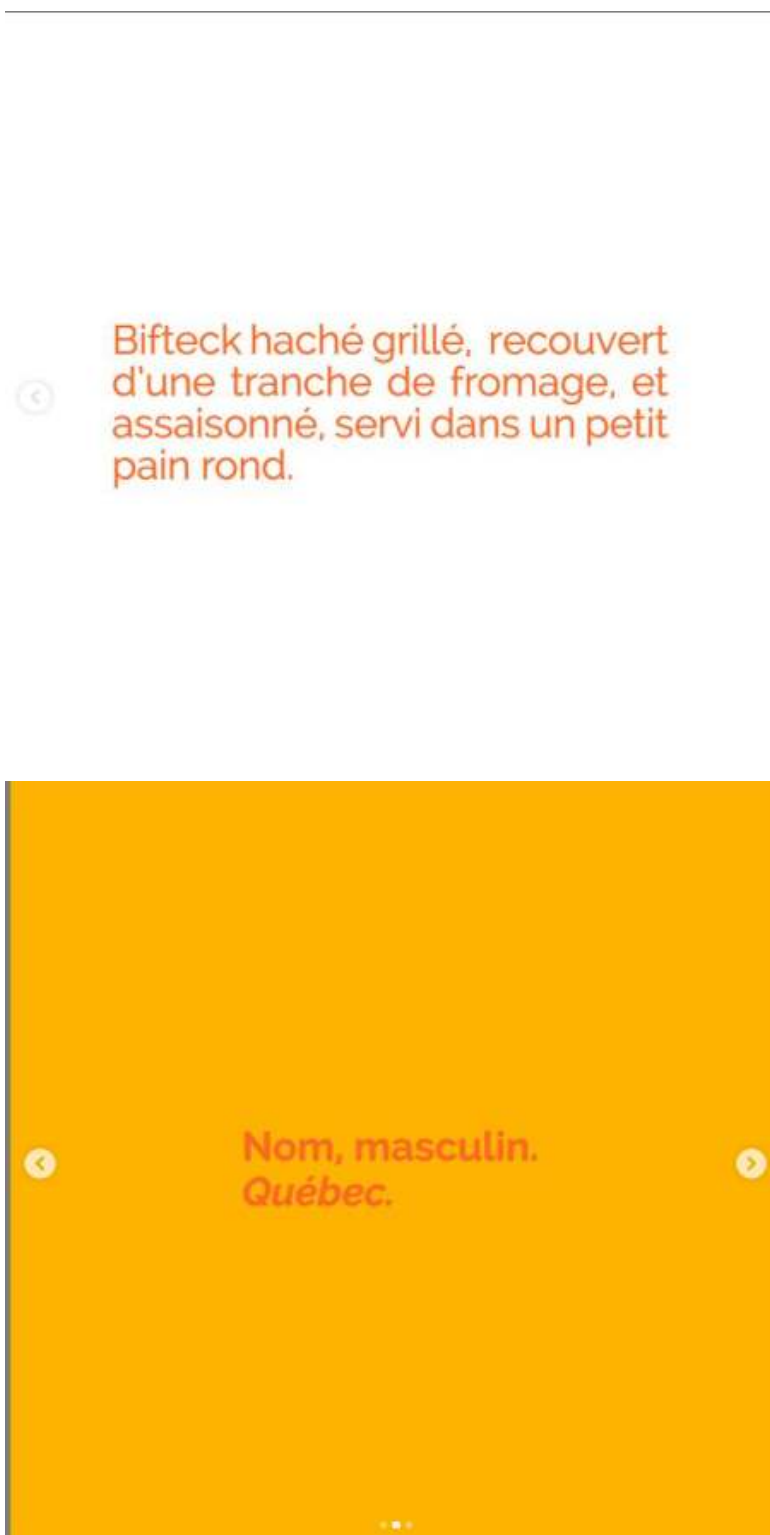 Bifteck haché grillé, recouvert
d'une tranche de fromage, et
assaisonné, servi dans un petit
pain rond.
Nom, masculin.
Québec.